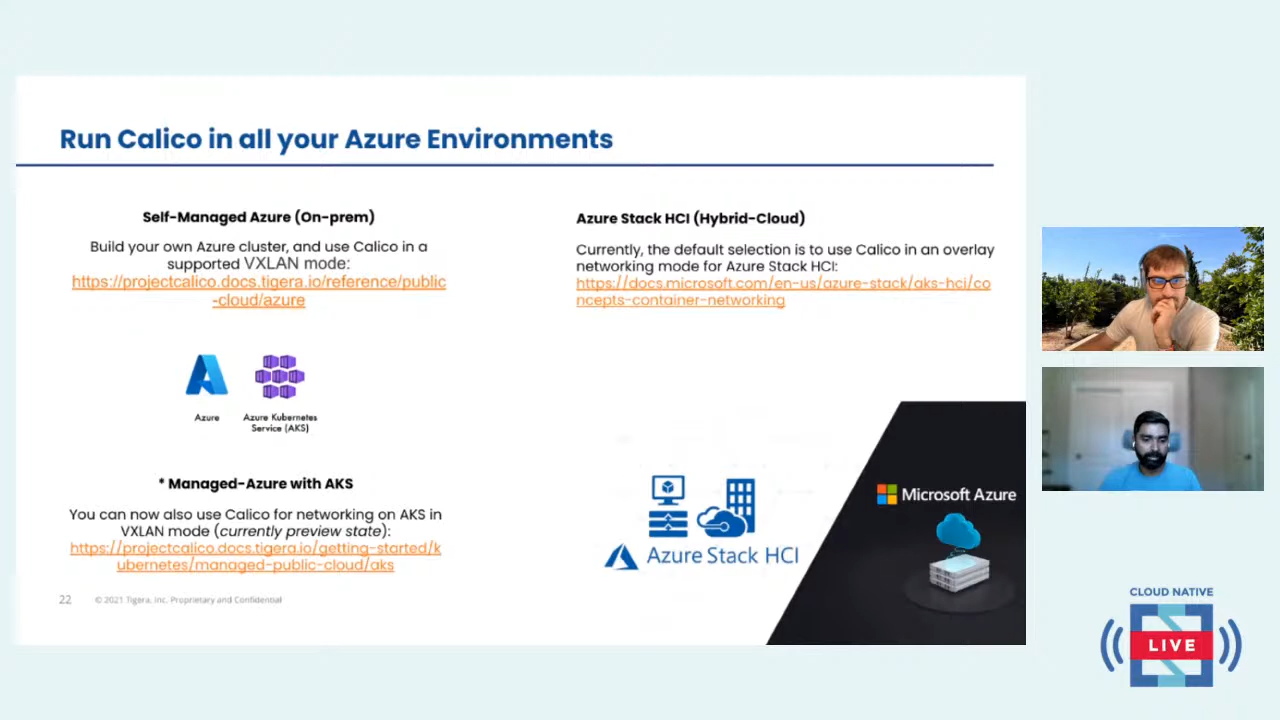 Run Calico in all your Azure Environments
Self-Managed Azure (On-prem)
Build your own Azure cluster, and use Calico in a
supported VXLAN mode:
https://projectcalico.docs.tigera.io/reference/public
-cloud/azure
Azure
Azure Kubernetes
Service (AKS)
* Managed-Azure with AKS
You can now also use Calico for networking on AKS in
VXLAN mode (currently preview state):
https://projectcalico.docs.tigera.io/getting-started/k
ubernetes/managed-public-cloud/aks
Azure Stack HCI (Hybrid-Cloud)
Currently, the default selection is to use Calico in an overlay
networking mode for Azure Stack HCI:
https://docs.microsoft.com/en-us/azure-stack/aks-hci/co
ncepts-container-networking
Azure Stack HCI
Microsoft Azure
22 © 2021 Tigera, Inc. Proprietary and Confidential
CLOUD NATIVE
LIVE